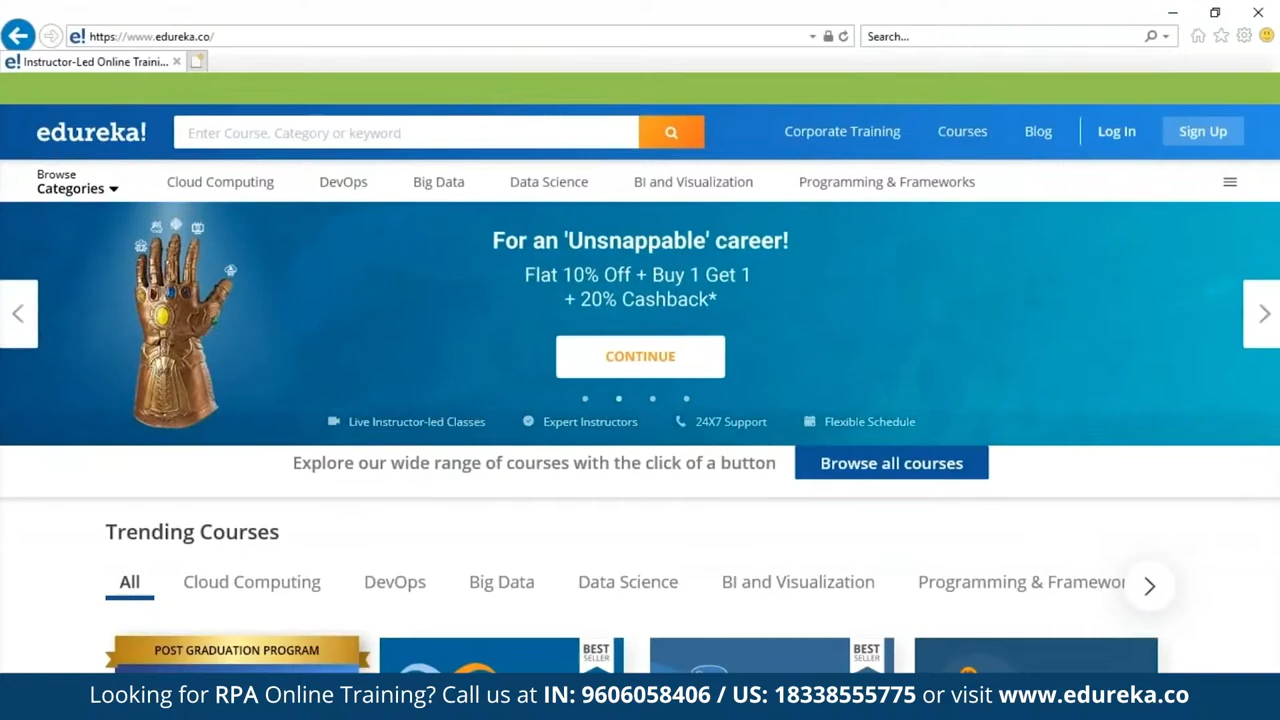 https://www.edureka.co/
Search...
e! Instructor-Led Online Traini...
edureka!
Enter Course, Category or keyword
Corporate Training
Courses
Blog
Log In
Sign Up
Browse
Categories
Cloud Computing
DevOps
Big Data
Data Science
BI and Visualization
Programming & Frameworks
For an 'Unsnappable' career!
Flat 10% Off + Buy 1 Get 1
+ 20% Cashback*
CONTINUE
Live Instructor-led Classes
Expert Instructors
24X7 Support
Flexible Schedule
Explore our wide range of courses with the click of a button
Browse all courses
Trending Courses
All
Cloud Computing
DevOps
Big Data
Data Science
BI and Visualization
Programming & Framewor
POST GRADUATION PROGRAM
BEST
SELLER
BEST
SELLER
Looking for RPA Online Training? Call us at IN: 9606058406 / US: 18338555775 or visit www.edureka.co